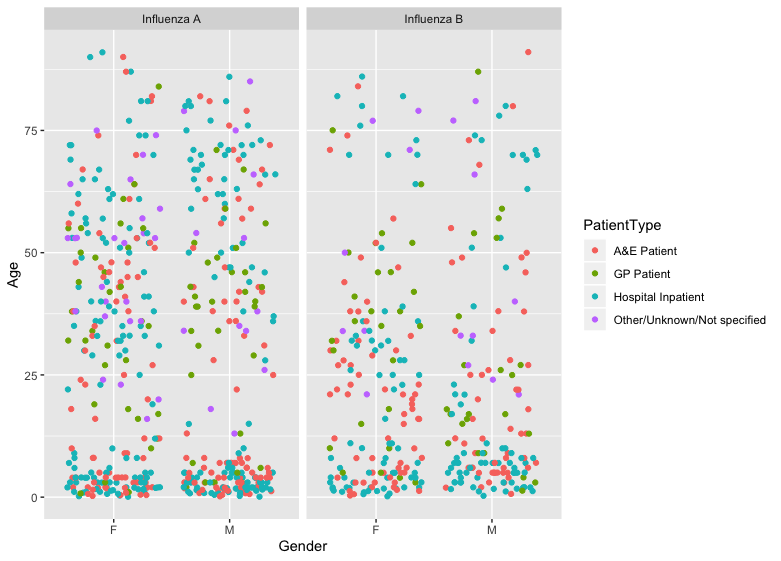 Influenza A
Influenza B
75
50
25
0
Age
F
M
F
M
Gender
PatientType
A&E Patient
GP Patient
Hospital Inpatient
Other/Unknown/Not specified